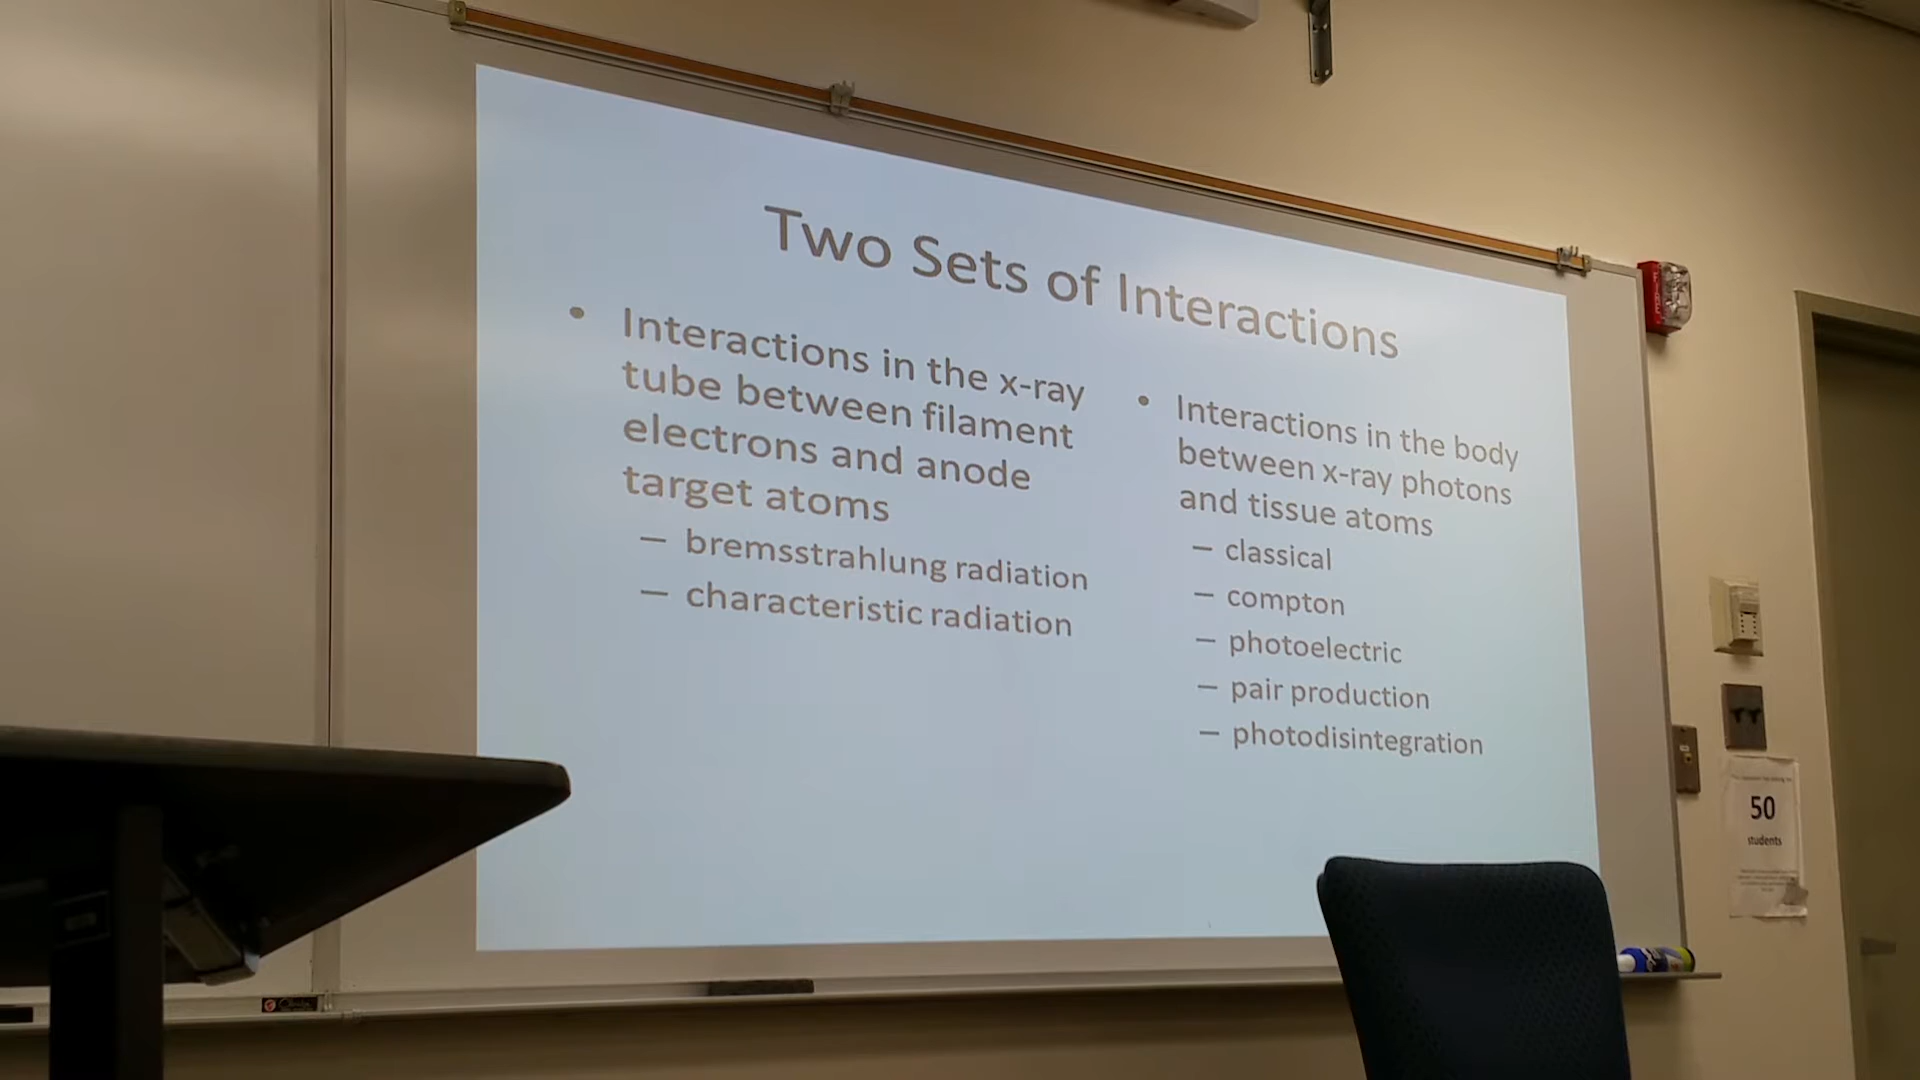 Two Sets of Interactions
• Interactions in the x-ray
tube between filament
electrons and anode
target atoms
– bremsstrahlung radiation
– characteristic radiation
• Interactions in the body
between x-ray photons
and tissue atoms
– classical
– compton
– photoelectric
– pair production
– photodisintegration
50
students